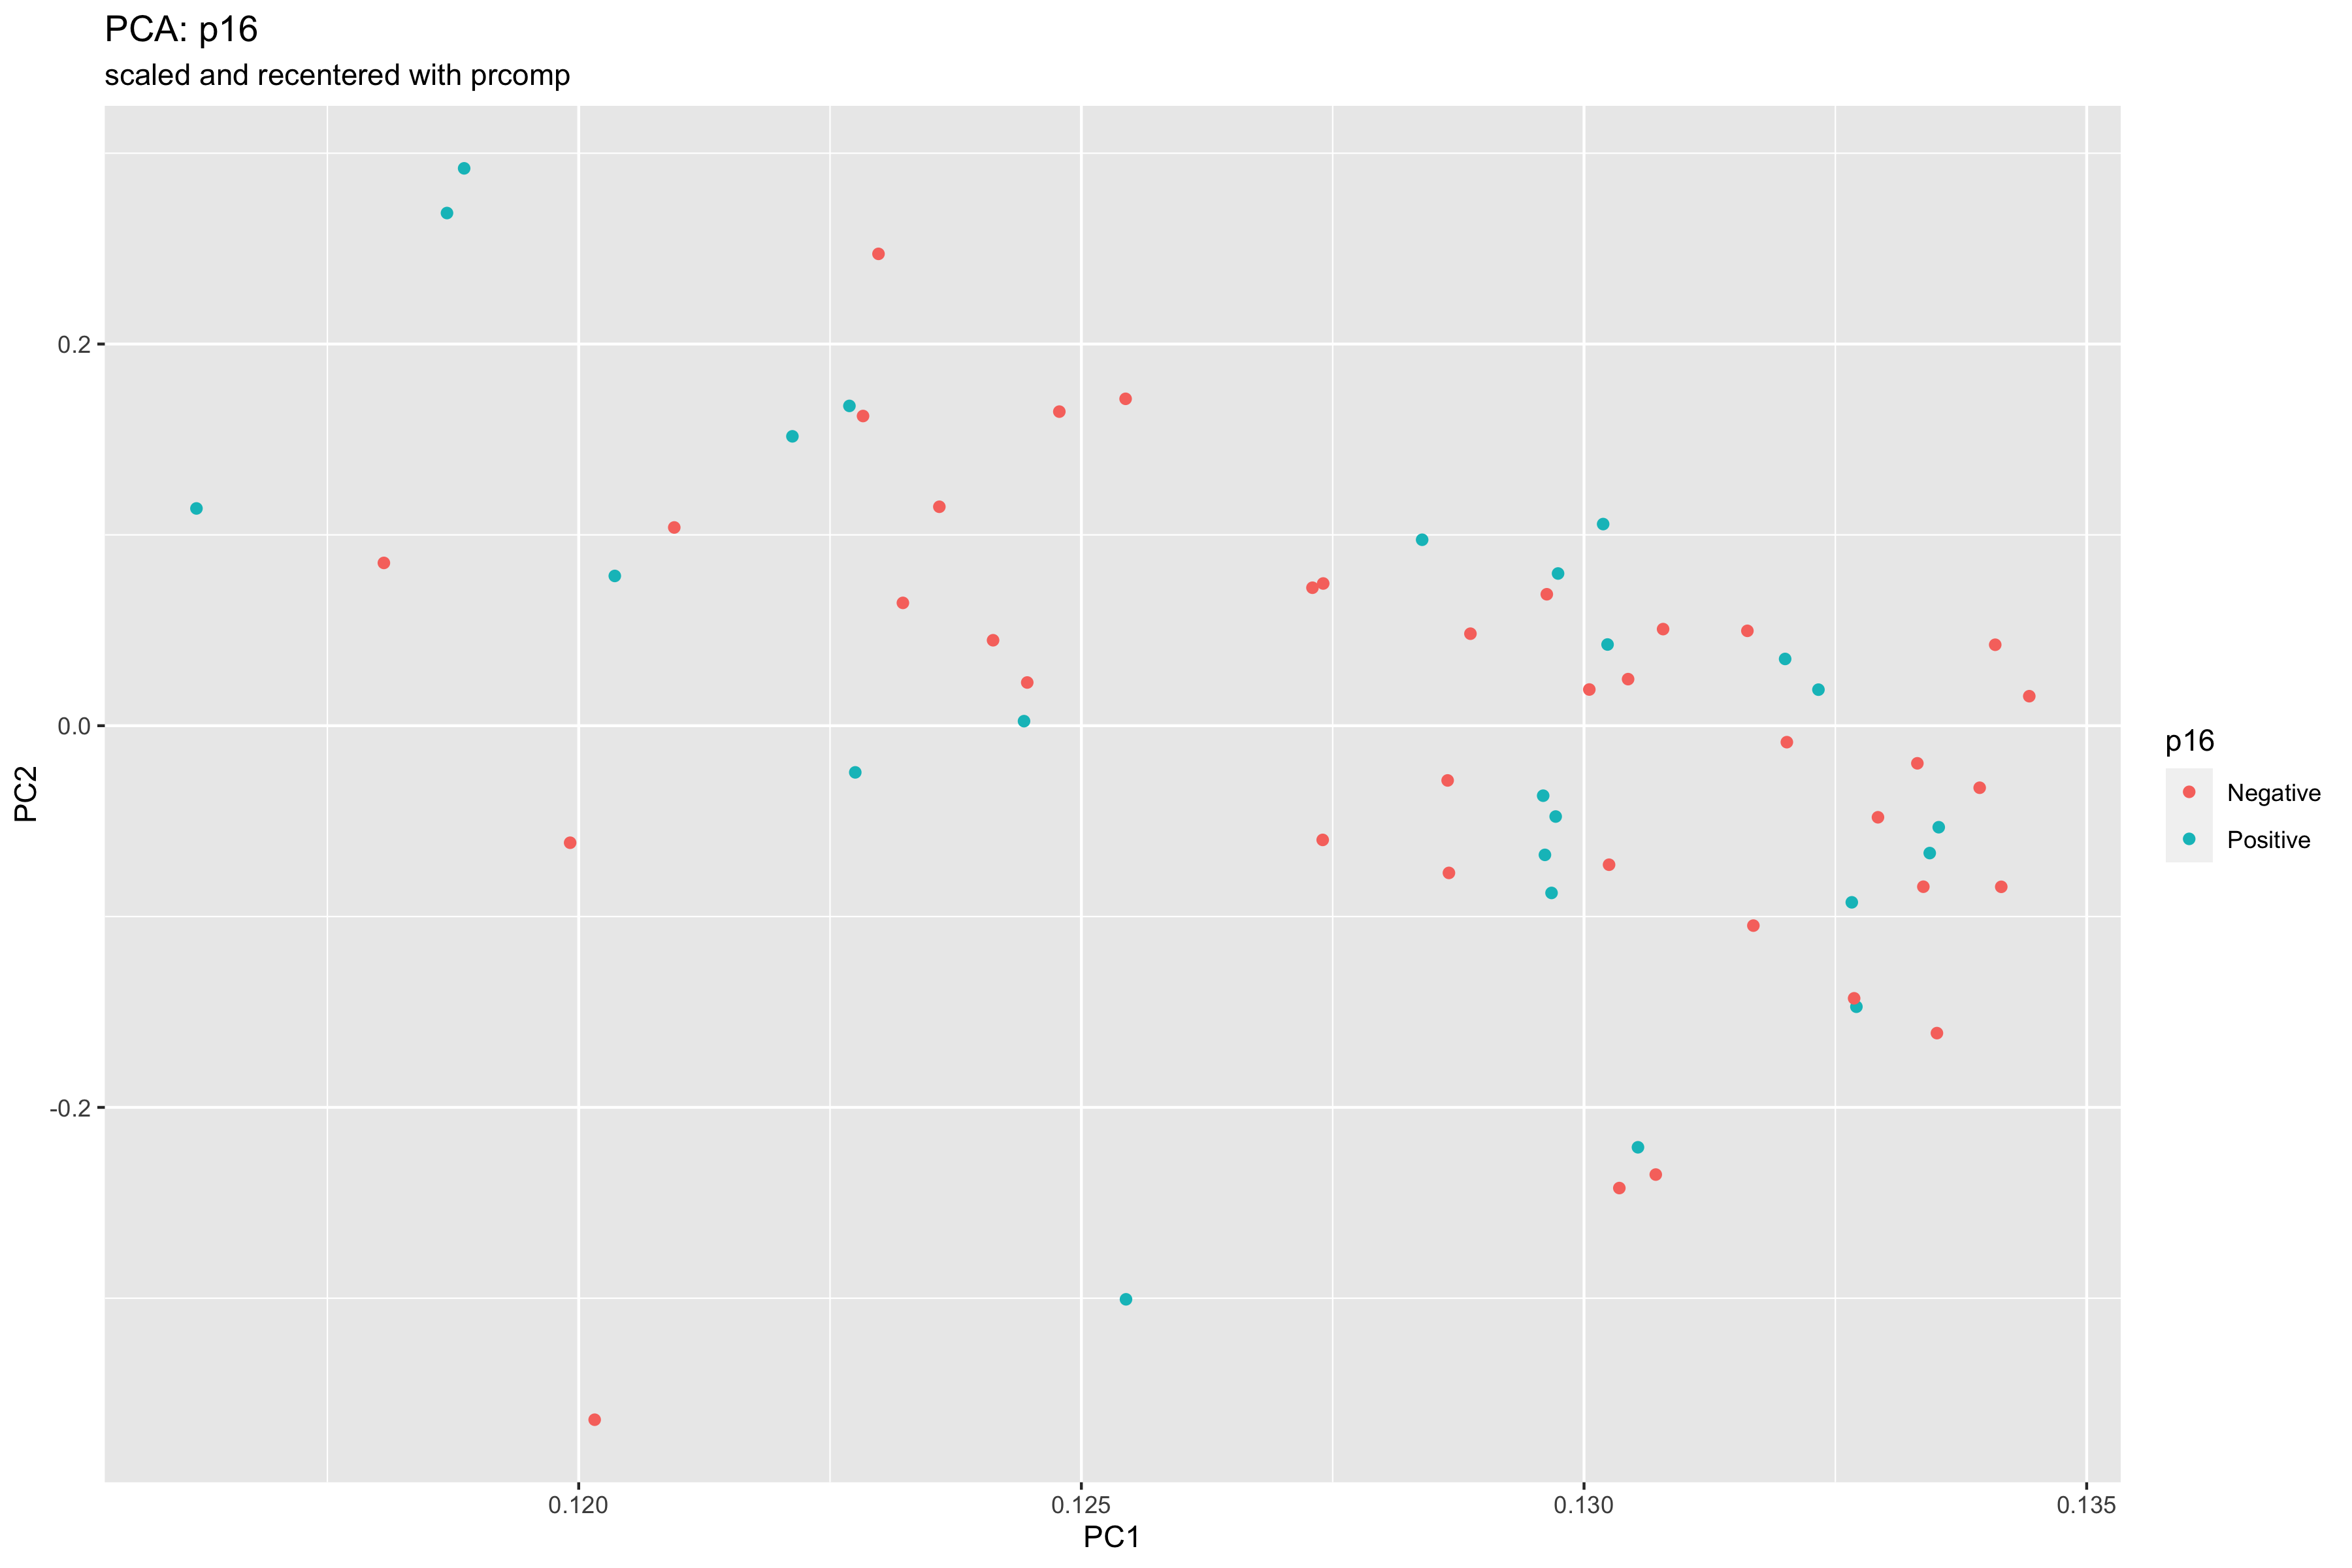 PCA: p16
scaled and recentered with prcomp
0.2
0.0
-0.2
PC2
0.120
0.125
0.130
0.135
PC1
p16
Negative
Positive